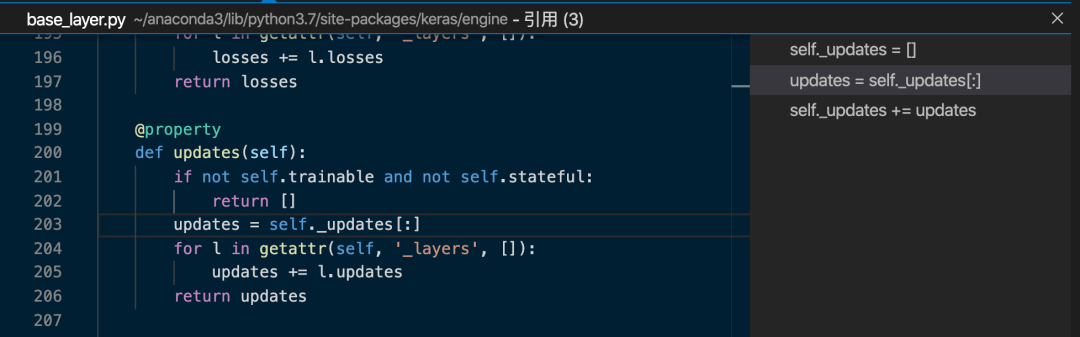 base_layer.py ~/anaconda3/lib/python3.7/site-packages/keras/engine - 引用 (3)
195 for l in getattr(self, '_layers', []):
196 losses += l.losses
197 return losses
198
199 @property
200 def updates(self):
201 if not self.trainable and not self.stateful:
202 return []
203 updates = self._updates[:]
204 for l in getattr(self, '_layers', []):
205 updates += l.updates
206 return updates
207
self._updates = []
updates = self._updates[:]
self._updates += updates